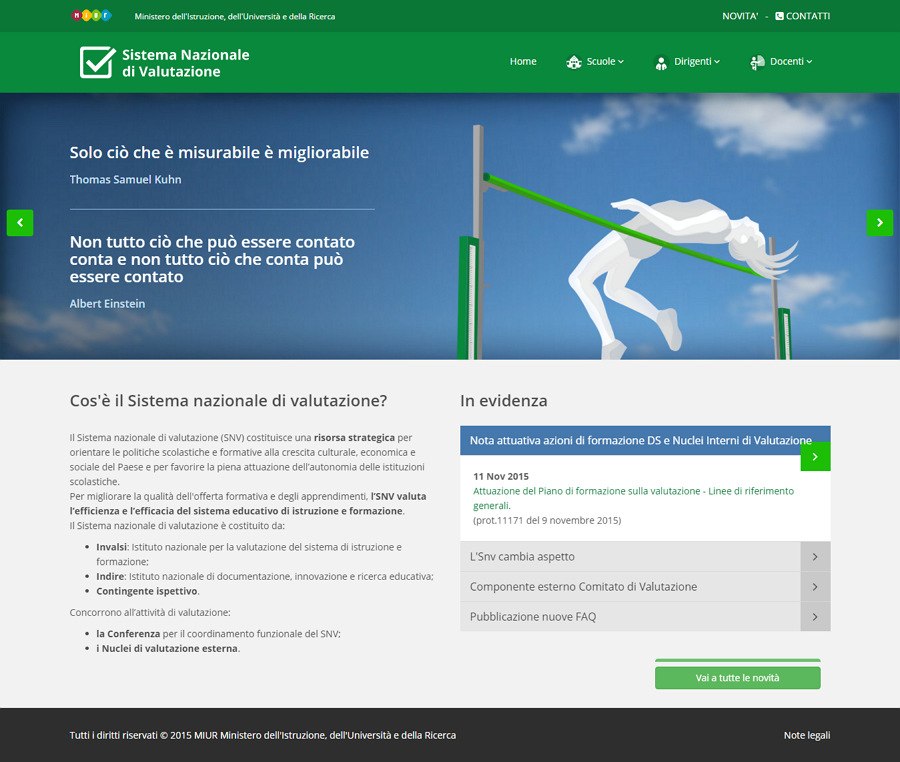 MIUR
Ministero dell'Istruzione, dell'Università e della Ricerca
NOVITA' - CONTATTI
Sistema Nazionale
di Valutazione
Home
Scuole
Dirigenti
Docenti
Solo ciò che è misurabile è migliorabile
Thomas Samuel Kuhn
Non tutto ciò che può essere contato
conta e non tutto ciò che conta può
essere contato
Albert Einstein
Cos'è il Sistema nazionale di valutazione?
Il Sistema nazionale di valutazione (SNV) costituisce una risorsa strategica per
orientare le politiche scolastiche e formative alla crescita culturale, economica e
sociale del Paese e per favorire la piena attuazione dell'autonomia delle istituzioni
scolastiche.
Per migliorare la qualità dell'offerta formativa e degli apprendimenti, l'SNV valuta
l'efficienza e l'efficacia del sistema educativo di istruzione e formazione.
Il Sistema nazionale di valutazione è costituito da:
• Invalsi: Istituto nazionale per la valutazione del sistema di istruzione e
formazione;
• Indire: Istituto nazionale di documentazione, innovazione e ricerca educativa;
• Contingente ispettivo.
Concorrono all'attività di valutazione:
• la Conferenza per il coordinamento funzionale del SNV;
• i Nuclei di valutazione esterna.
In evidenza
Nota attuativa azioni di formazione DS e Nuclei Interni di Valutazione
11 Nov 2015
Attuazione del Piano di formazione sulla valutazione - Linee di riferimento
generali.
(prot.11171 del 9 novembre 2015)
L'Snv cambia aspetto
Componente esterno Comitato di Valutazione
Pubblicazione nuove FAQ
Vai a tutte le novità
Tutti i diritti riservati © 2015 MIUR Ministero dell'Istruzione, dell'Università e della Ricerca
Note legali